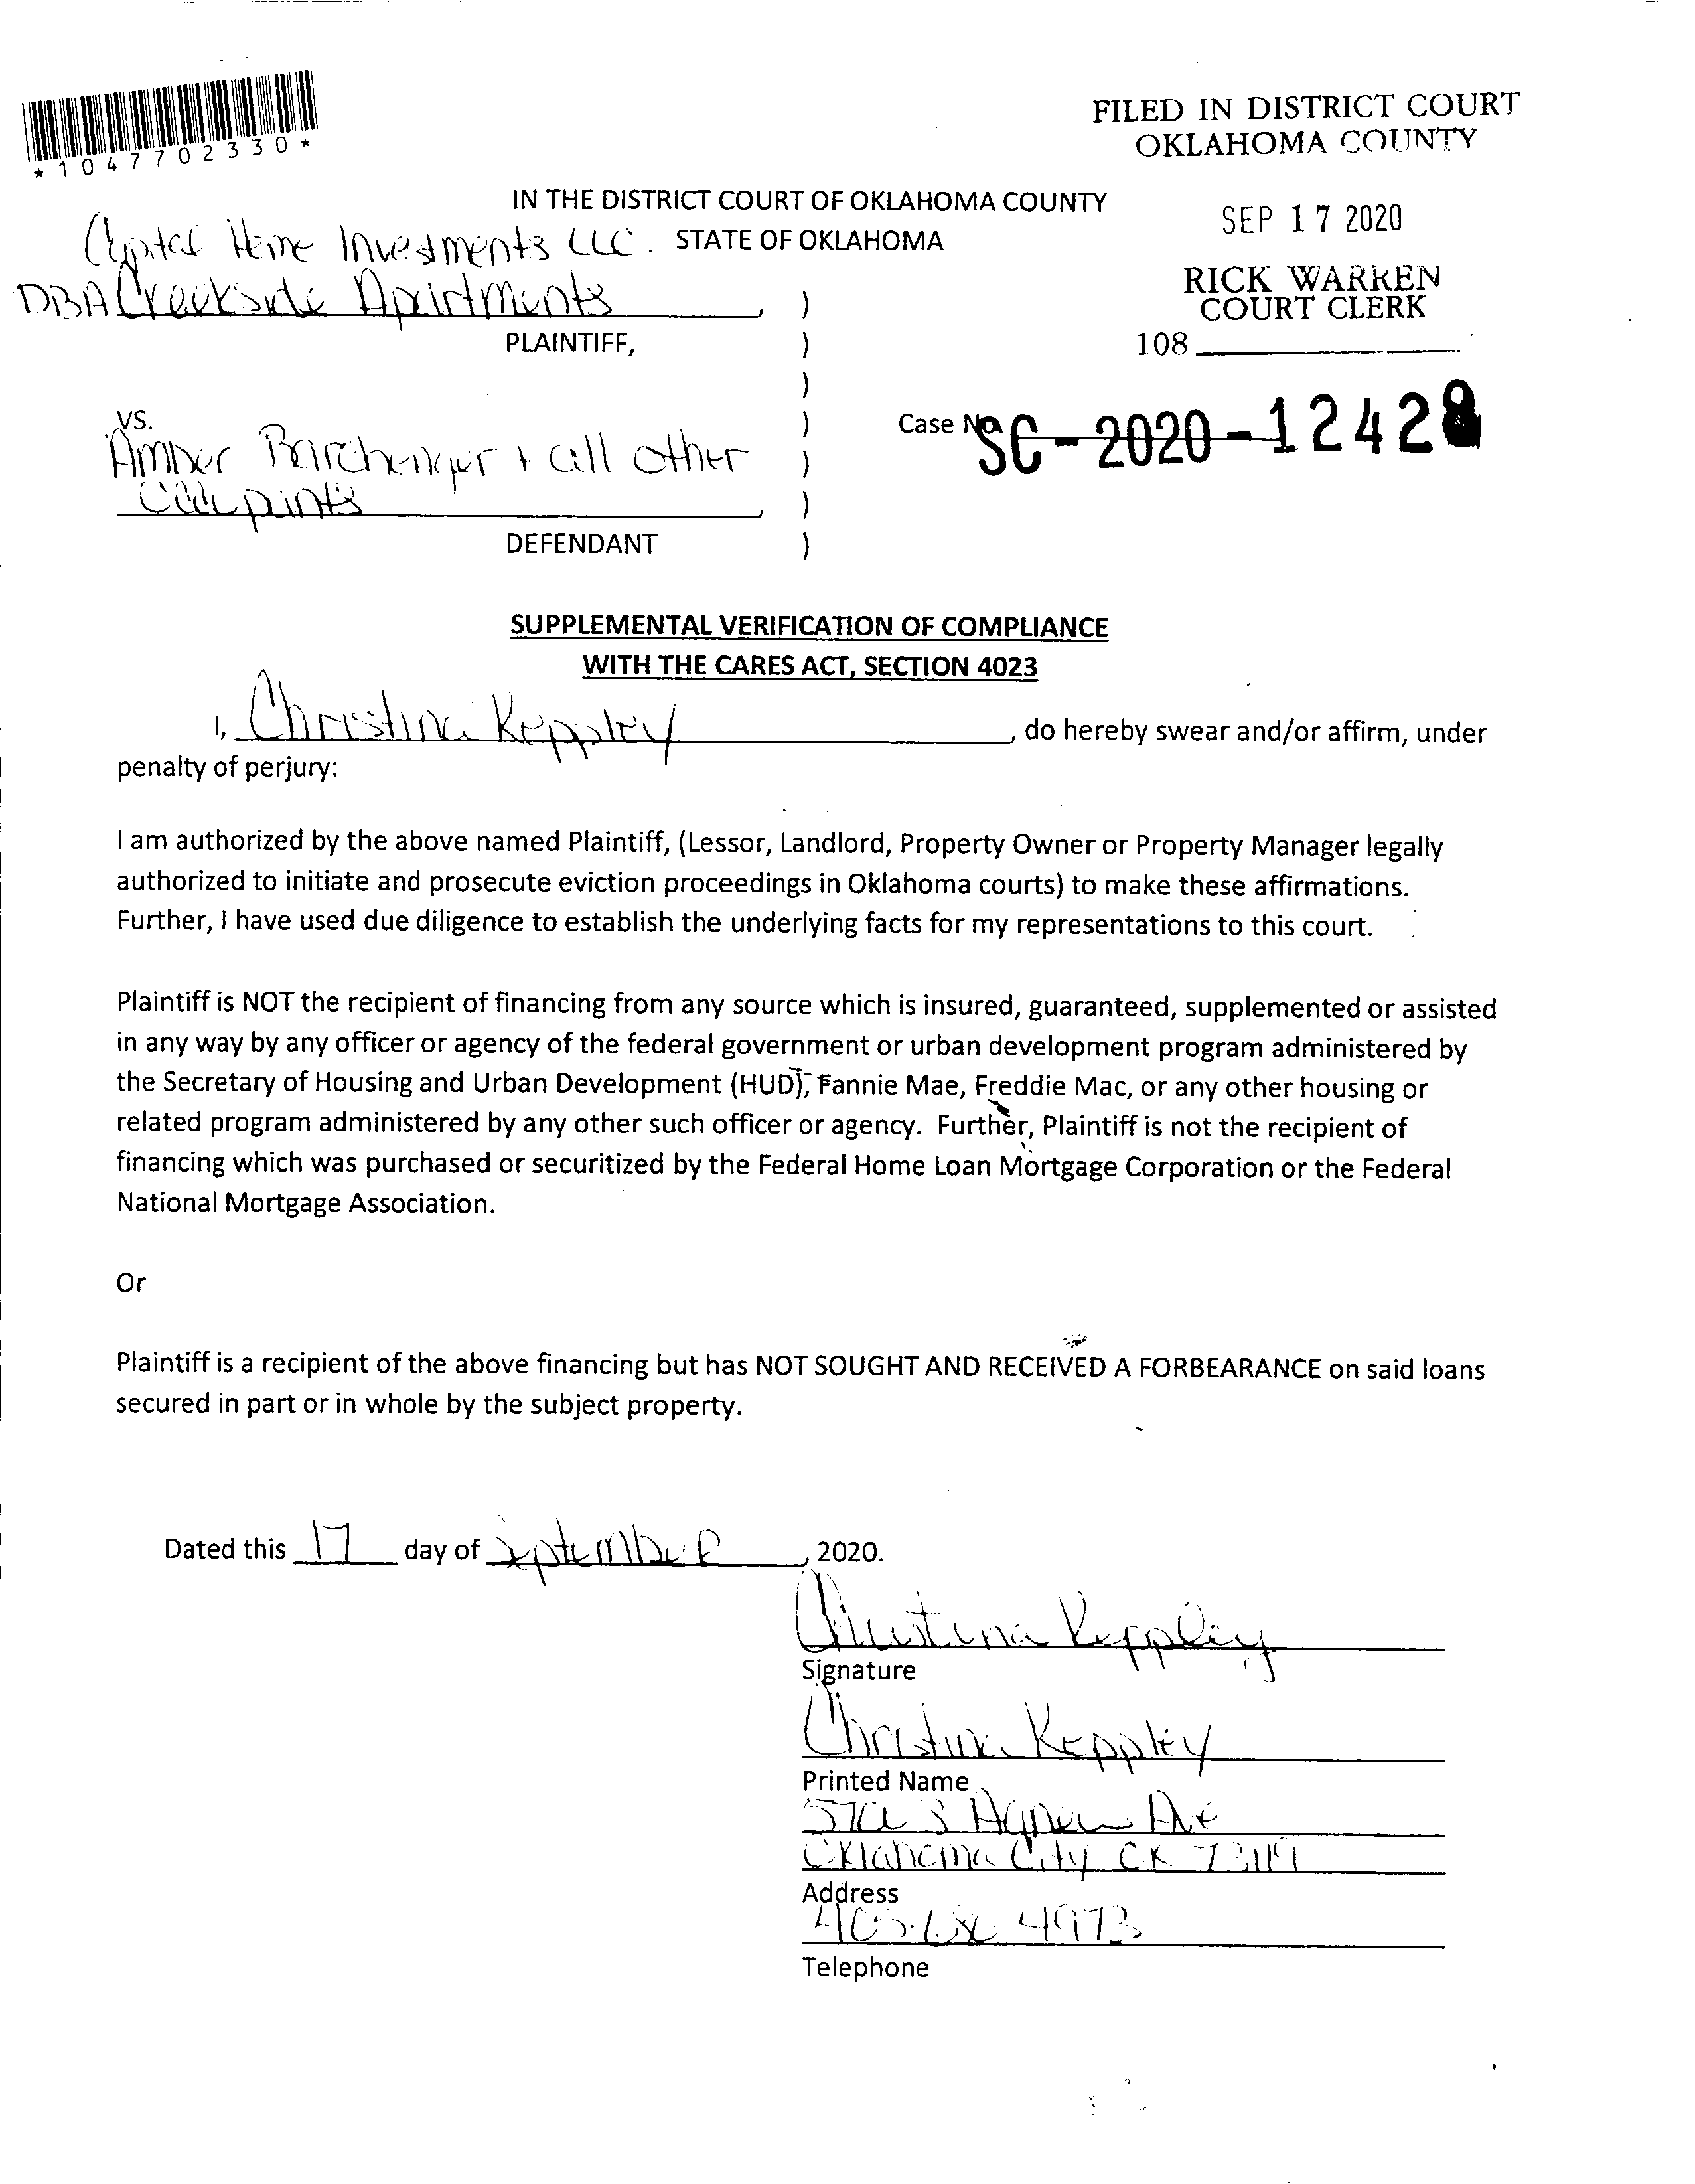 *1047702330*
FILED IN DISTRICT COURT
OKLAHOMA COUNTY
SEP 17 2020
RICK WARREN
COURT CLERK
108
IN THE DISTRICT COURT OF OKLAHOMA COUNTY
STATE OF OKLAHOMA
Capital Home Investments LLC.
DBA Creekside Apartments, )
PLAINTIFF, )
)
VS. )
Amber + all other )
, )
DEFENDANT )
Case No. SC-2020-1242
SUPPLEMENTAL VERIFICATION OF COMPLIANCE
WITH THE CARES ACT, SECTION 4023
I, Christina Keppley, do hereby swear and/or affirm, under
penalty of perjury:
I am authorized by the above named Plaintiff, (Lessor, Landlord, Property Owner or Property Manager legally
authorized to initiate and prosecute eviction proceedings in Oklahoma courts) to make these affirmations.
Further, I have used due diligence to establish the underlying facts for my representations to this court.
Plaintiff is NOT the recipient of financing from any source which is insured, guaranteed, supplemented or assisted
in any way by any officer or agency of the federal government or urban development program administered by
the Secretary of Housing and Urban Development (HUD), Fannie Mae, Freddie Mac, or any other housing or
related program administered by any other such officer or agency. Further, Plaintiff is not the recipient of
financing which was purchased or securitized by the Federal Home Loan Mortgage Corporation or the Federal
National Mortgage Association.
Or
Plaintiff is a recipient of the above financing but has NOT SOUGHT AND RECEIVED A FORBEARANCE on said loans
secured in part or in whole by the subject property.
Dated this 17 day of September, 2020.
Christina Keppley
Signature
Christina Keppley
Printed Name
S Agnew Ave
Oklahoma City OK 73119
Address
4973
Telephone